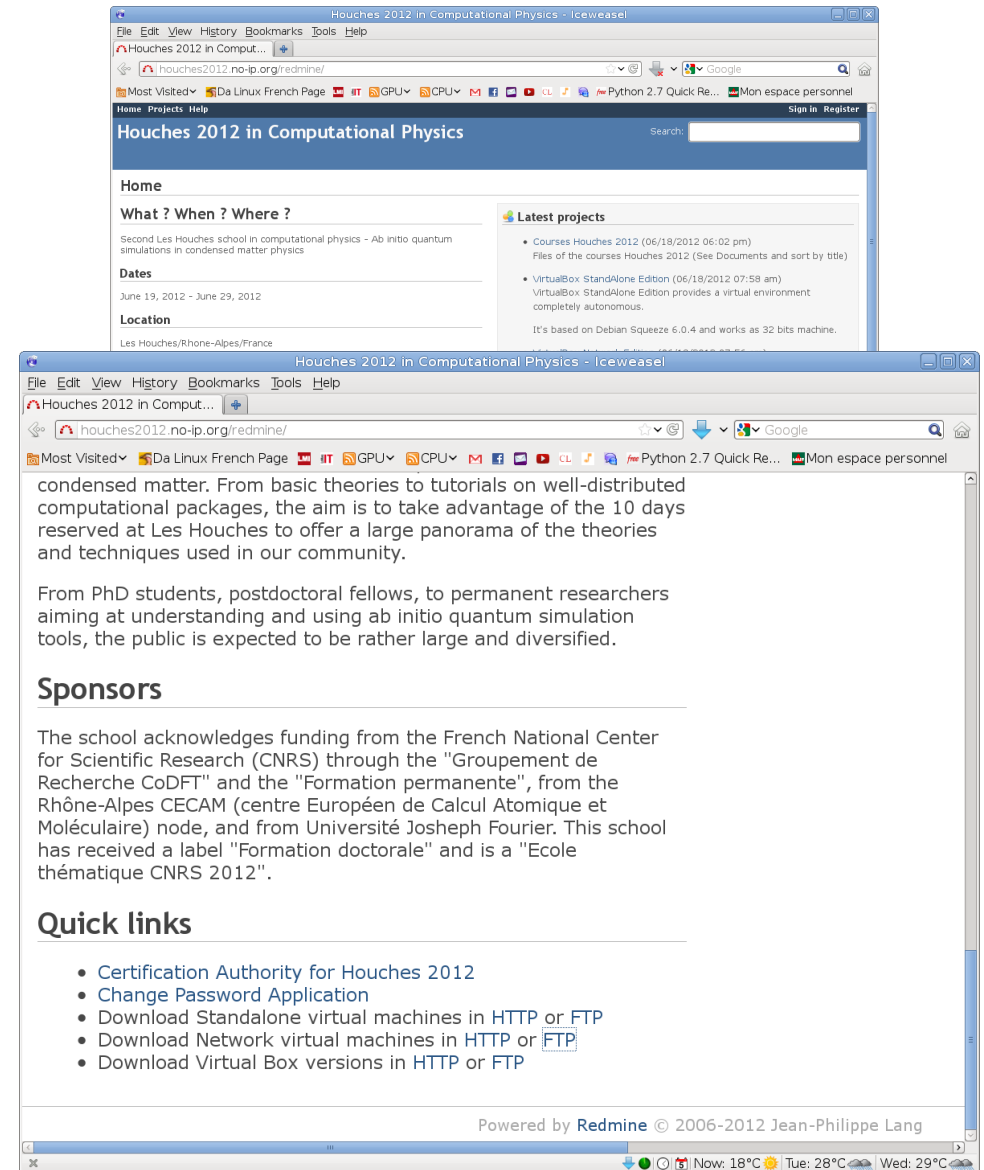 Houches 2012 in Computational Physics - Iceweasel
File Edit View History Bookmarks Tools Help
Houches 2012 in Comput...
houches2012.no-ip.org/redmine/
Google
Most Visited Da Linux French Page GPU CPU CL free Python 2.7 Quick Re... Mon espace personnel
Home Projects Help
Sign in Register
Houches 2012 in Computational Physics
Search:
Home
What ? When ? Where ?
Second Les Houches school in computational physics - Ab initio quantum
simulations in condensed matter physics
Dates
June 19, 2012 - June 29, 2012
Location
Les Houches/Rhone-Alpes/France
Latest projects
• Courses Houches 2012 (06/18/2012 06:02 pm)
Files of the courses Houches 2012 (See Documents and sort by title)
• VirtualBox StandAlone Edition (06/18/2012 07:58 am)
VirtualBox StandAlone Edition provides a virtual environment
completely autonomous.
It's based on Debian Squeeze 6.0.4 and works as 32 bits machine.
Houches 2012 in Computational Physics - Iceweasel
File Edit View History Bookmarks Tools Help
Houches 2012 in Comput...
houches2012.no-ip.org/redmine/
Google
Most Visited Da Linux French Page GPU CPU CL free Python 2.7 Quick Re... Mon espace personnel
condensed matter. From basic theories to tutorials on well-distributed
computational packages, the aim is to take advantage of the 10 days
reserved at Les Houches to offer a large panorama of the theories
and techniques used in our community.
From PhD students, postdoctoral fellows, to permanent researchers
aiming at understanding and using ab initio quantum simulation
tools, the public is expected to be rather large and diversified.
Sponsors
The school acknowledges funding from the French National Center
for Scientific Research (CNRS) through the "Groupement de
Recherche CoDFT" and the "Formation permanente", from the
Rhône-Alpes CECAM (centre Européen de Calcul Atomique et
Moléculaire) node, and from Université Josheph Fourier. This school
has received a label "Formation doctorale" and is a "Ecole
thématique CNRS 2012".
Quick links
• Certification Authority for Houches 2012
• Change Password Application
• Download Standalone virtual machines in HTTP or FTP
• Download Network virtual machines in HTTP or FTP
• Download Virtual Box versions in HTTP or FTP
Powered by Redmine © 2006-2012 Jean-Philippe Lang
Now: 18°C Tue: 28°C Wed: 29°C